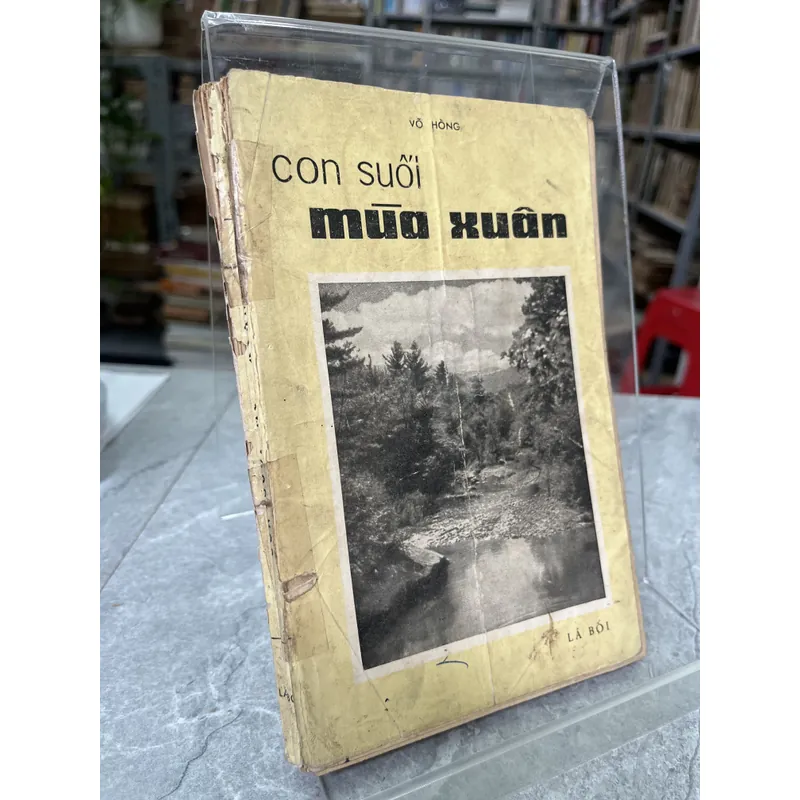 VÕ HỒNG
con suối
mùa xuân
LÁ BỐI